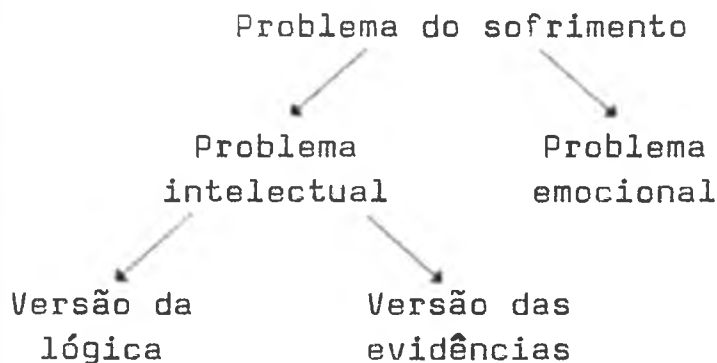 Problema do sofrimento
Problema
intelectual
Problema
emocional
Versão da
lógica
Versão das
evidências